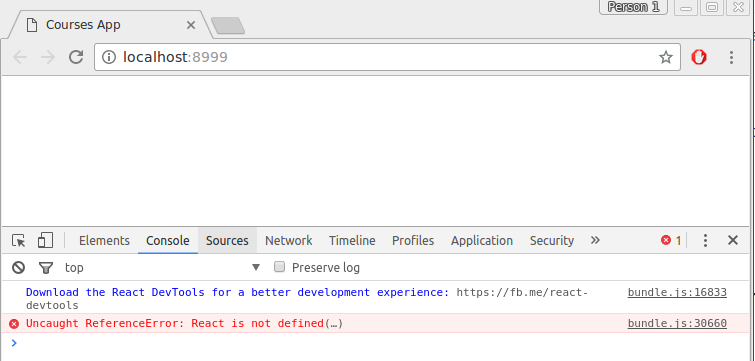 Person 1
Courses App
localhost:8999
Elements Console Sources Network Timeline Profiles Application Security » 1
top Preserve log
Download the React DevTools for a better development experience: https://fb.me/react- bundle.js:16833
devtools
Uncaught ReferenceError: React is not defined(…) bundle.js:30660